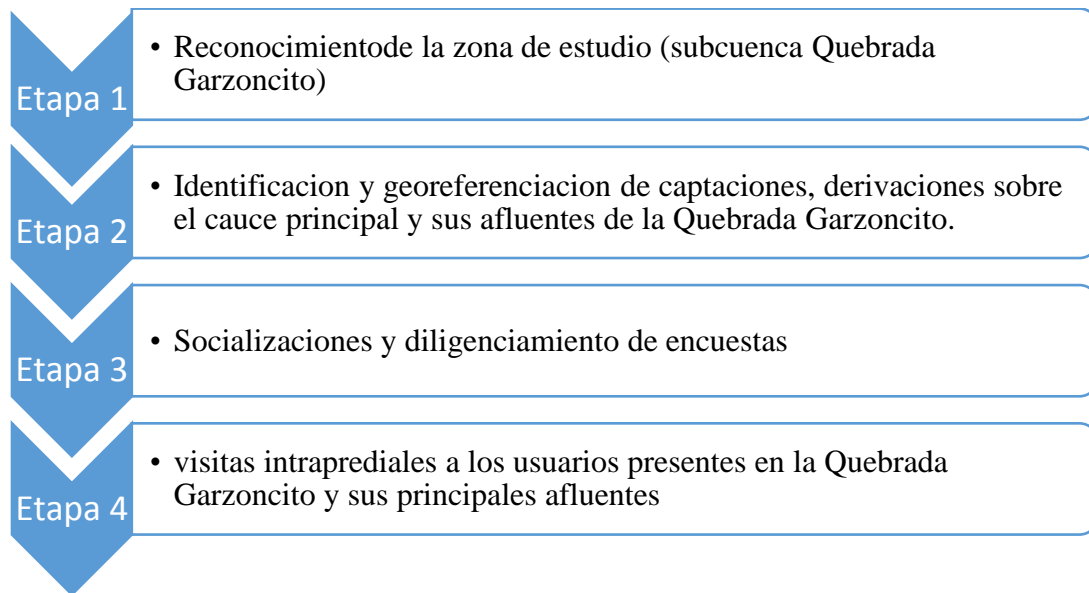 Etapa 1
• Reconocimientode la zona de estudio (subcuenca Quebrada
Garzoncito)
Etapa 2
• Identificacion y georeferenciacion de captaciones, derivaciones sobre
el cauce principal y sus afluentes de la Quebrada Garzoncito.
Etapa 3
• Socializaciones y diligenciamiento de encuestas
Etapa 4
• visitas intraprediales a los usuarios presentes en la Quebrada
Garzoncito y sus principales afluentes